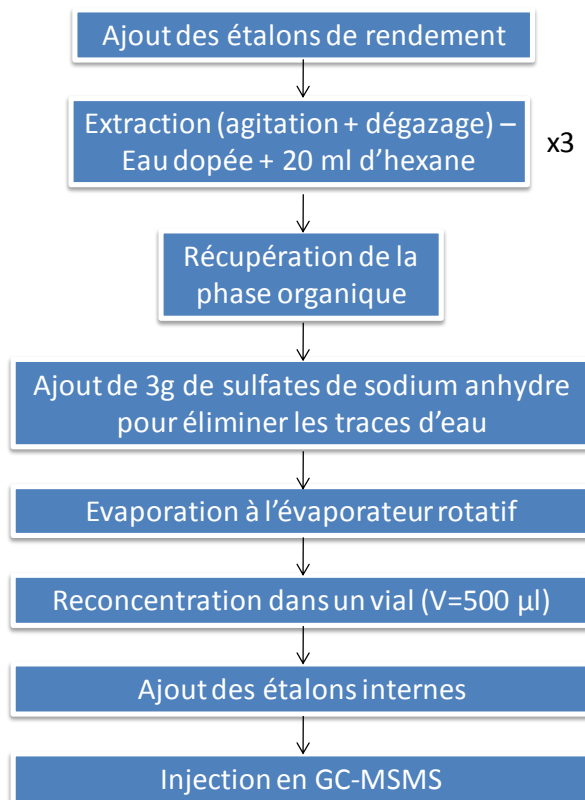 Ajout des étalons de rendement
Extraction (agitation + dégazage) –
Eau dopée + 20 ml d’hexane
x3
Récupération de la
phase organique
Ajout de 3g de sulfates de sodium anhydre
pour éliminer les traces d’eau
Evaporation à l’évaporateur rotatif
Reconcentration dans un vial (V=500 µl)
Ajout des étalons internes
Injection en GC-MSMS